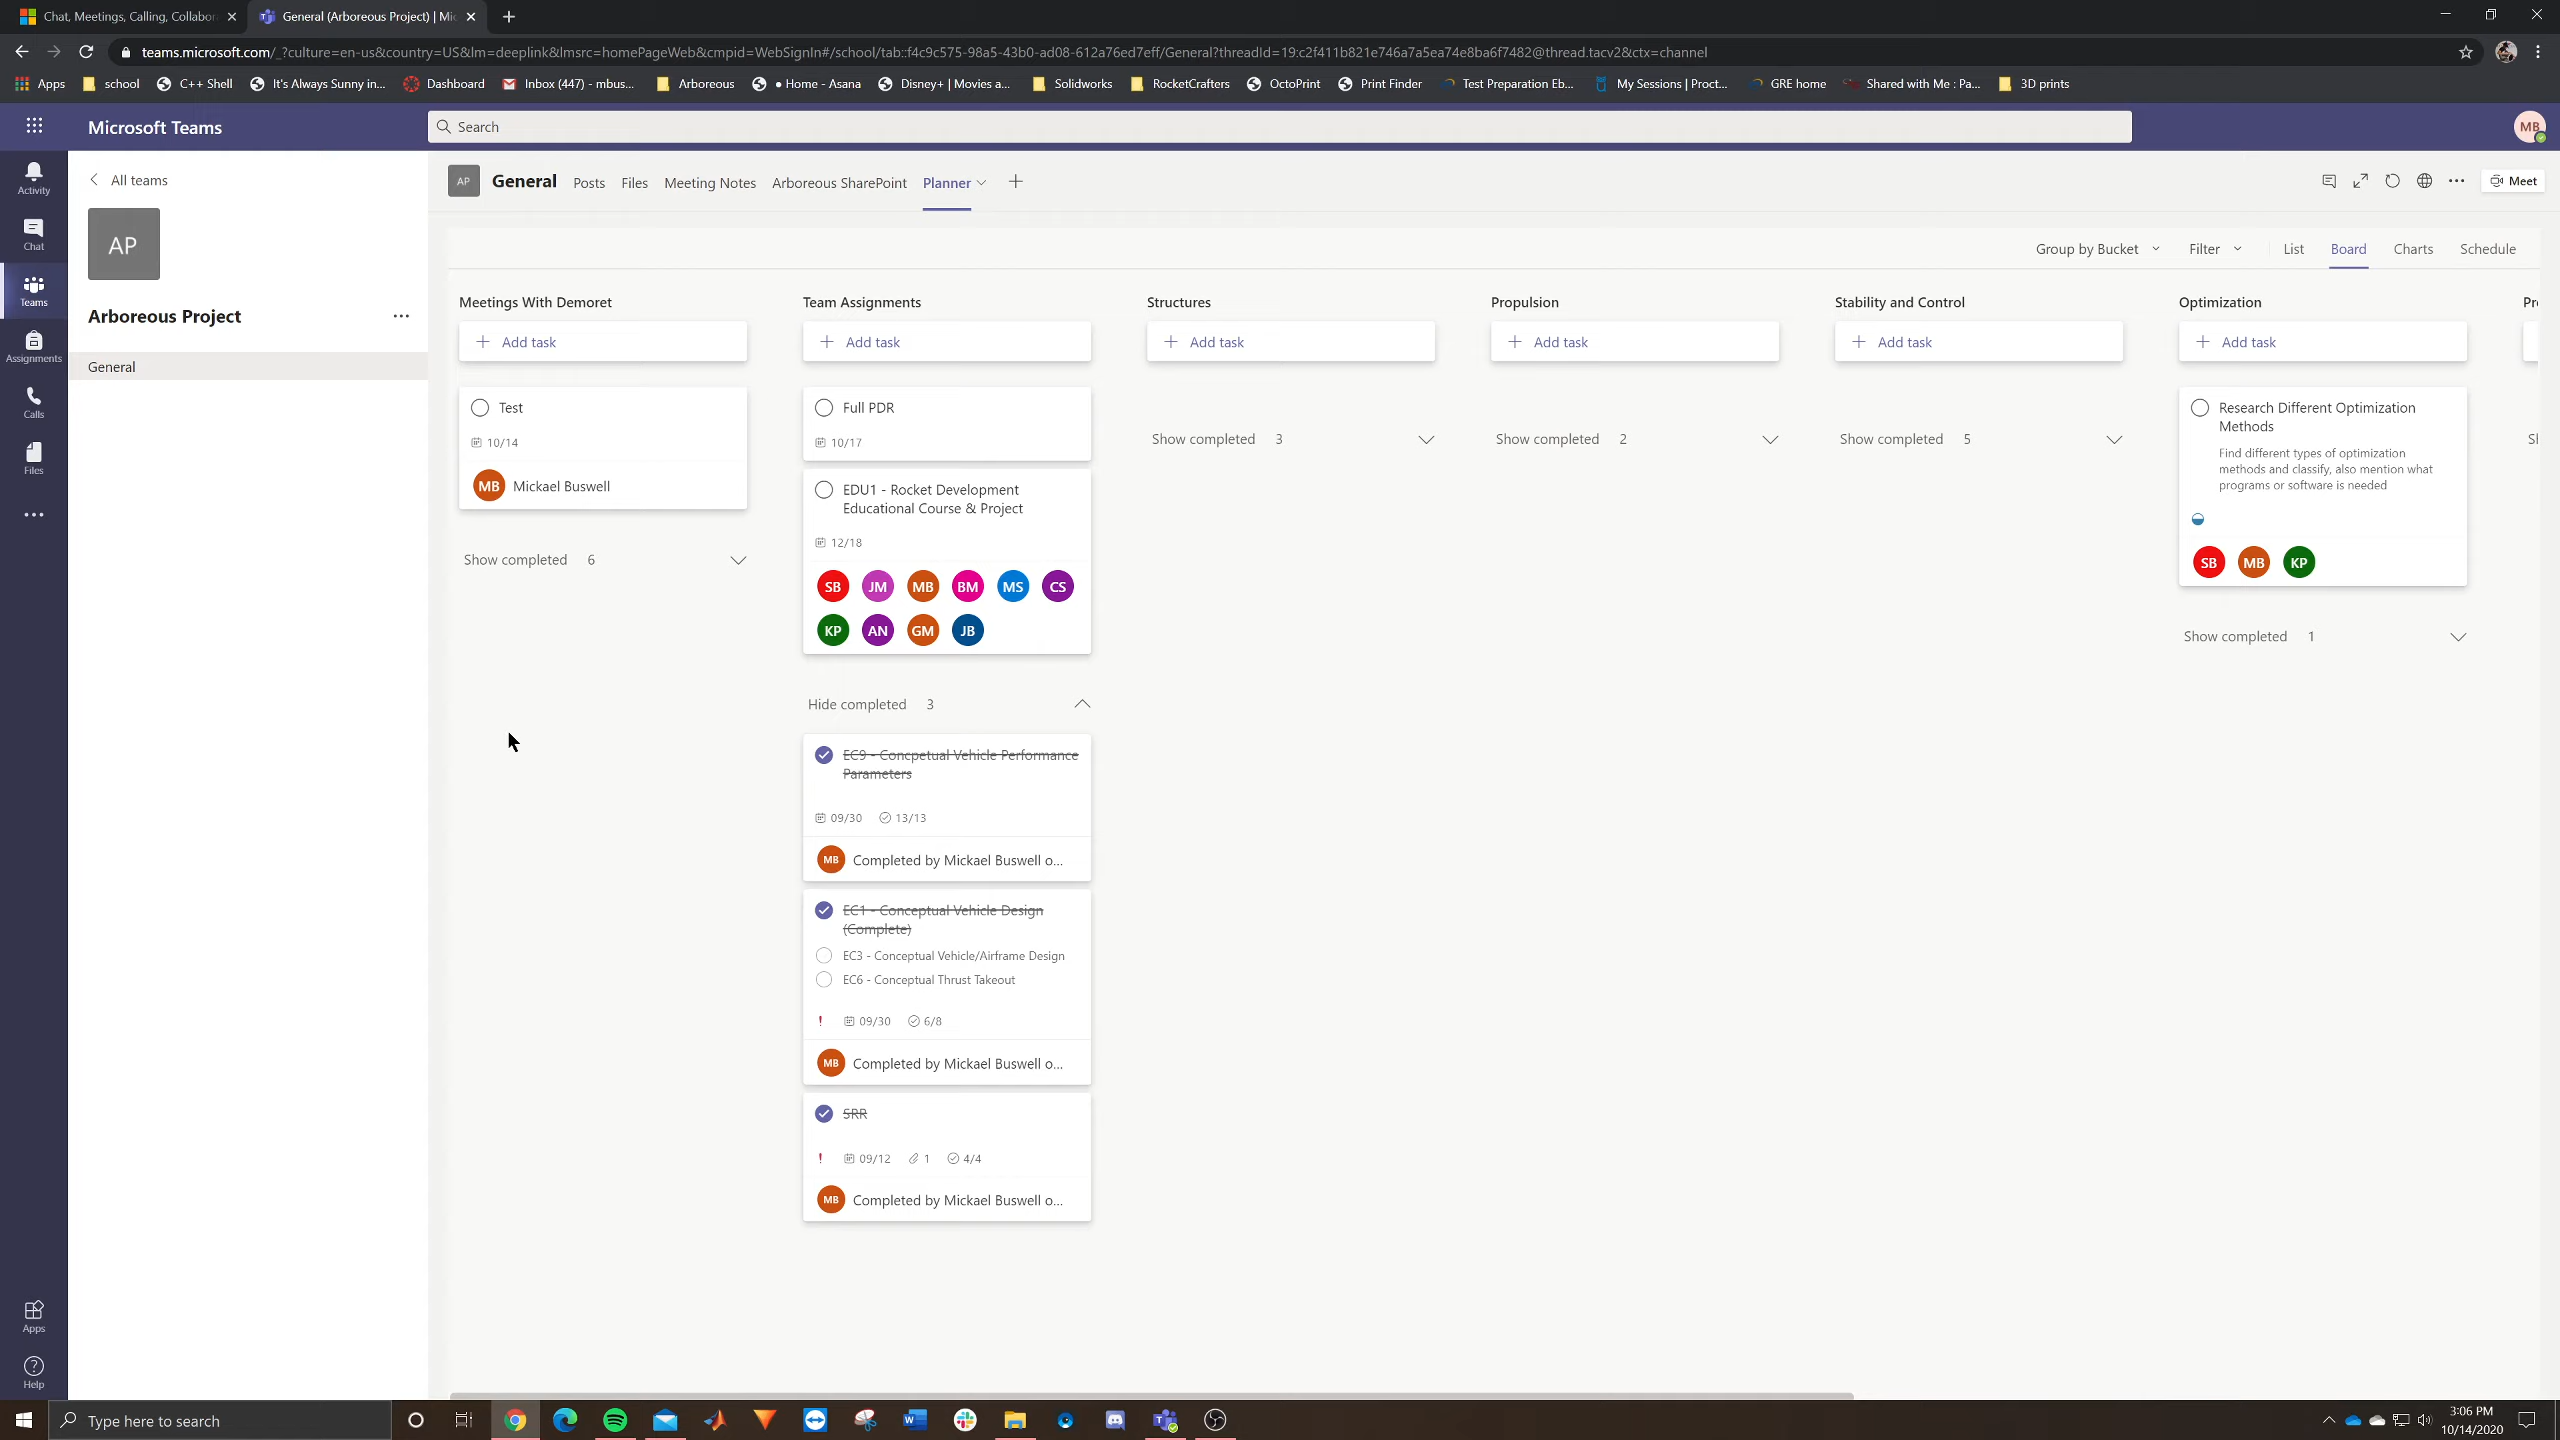 Chat, Meetings, Calling, Collabor
General (Arboreous Project) | Mi
teams.microsoft.com/_?culture=en-us&country=US&lm=deeplink&lmsrc=homePageWeb&cmpid=WebSignIn#/school/tab::f4c9c575-98a5-43b0-ad08-612a76ed7eff/General?threadId=19:c2f411b821e746a7a5ea74e8ba6f7482@thread.tacv2&ctx=channel
Apps school C++ Shell It's Always Sunny in... Dashboard Inbox (447) - mbus... Arboreous • Home - Asana Disney+ | Movies a... Solidworks RocketCrafters OctoPrint Print Finder Test Preparation Eb... My Sessions | Proct... GRE home Shared with Me : Pa... 3D prints
Microsoft Teams
Search
MB
Activity
Chat
Teams
Assignments
Calls
Files
Apps
Help
All teams
AP
Arboreous Project
General
AP General Posts Files Meeting Notes Arboreous SharePoint Planner
Meet
Group by Bucket Filter List Board Charts Schedule
Meetings With Demoret
Add task
Test
10/14
MB Mickael Buswell
Show completed 6
Team Assignments
Add task
Full PDR
10/17
EDU1 - Rocket Development
Educational Course & Project
12/18
SB JM MB BM MS CS
KP AN GM JB
Hide completed 3
EC9 - Concpetual Vehicle Performance
Parameters
09/30 13/13
MB Completed by Mickael Buswell o...
EC1 - Conceptual Vehicle Design
(Complete)
EC3 - Conceptual Vehicle/Airframe Design
EC6 - Conceptual Thrust Takeout
! 09/30 6/8
MB Completed by Mickael Buswell o...
SRR
! 09/12 1 4/4
MB Completed by Mickael Buswell o...
Structures
Add task
Show completed 3
Propulsion
Add task
Show completed 2
Stability and Control
Add task
Show completed 5
Optimization
Add task
Research Different Optimization
Methods
Find different types of optimization
methods and classify, also mention what
programs or software is needed
SB MB KP
Show completed 1
Type here to search
3:06 PM
10/14/2020